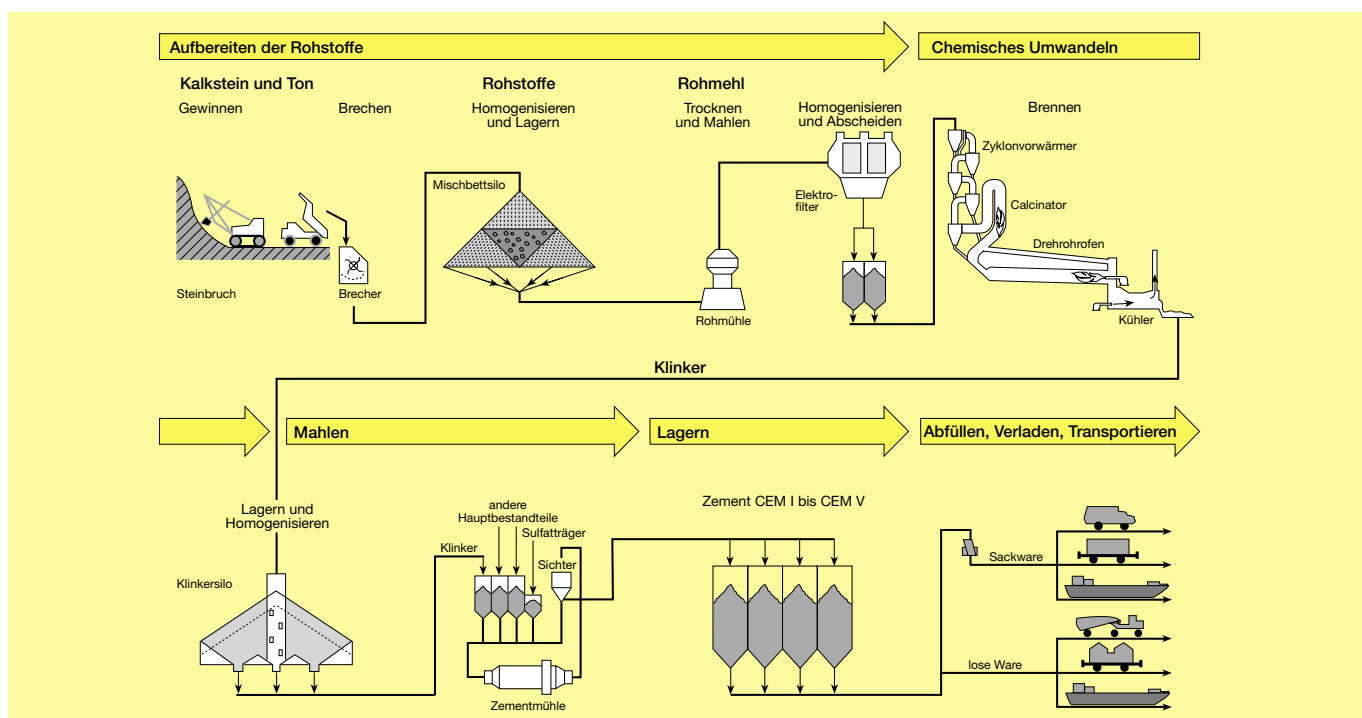 Aufbereiten der Rohstoffe
Chemisches Umwandeln
Kalkstein und Ton
Rohstoffe
Rohmehl
Gewinnen
Brechen
Homogenisieren
und Lagern
Trocknen
und Mahlen
Homogenisieren
und Abscheiden
Brennen
Zyklonvorwärmer
Mischbettsilo
Elektro-
filter
Calcinator
Drehrohrofen
Steinbruch
Brecher
Rohmühle
Kühler
Klinker
Mahlen
Lagern
Abfüllen, Verladen, Transportieren
Lagern und
Homogenisieren
andere
Hauptbestandteile
Sulfatträger
Klinker
Sichter
Zement CEM I bis CEM V
Sackware
Klinkersilo
lose Ware
Zementmühle